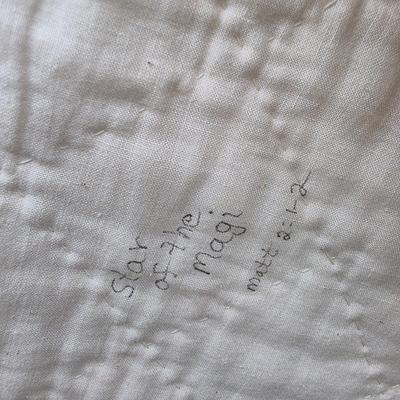 Star
of the
Magi
Matt 2:1-2